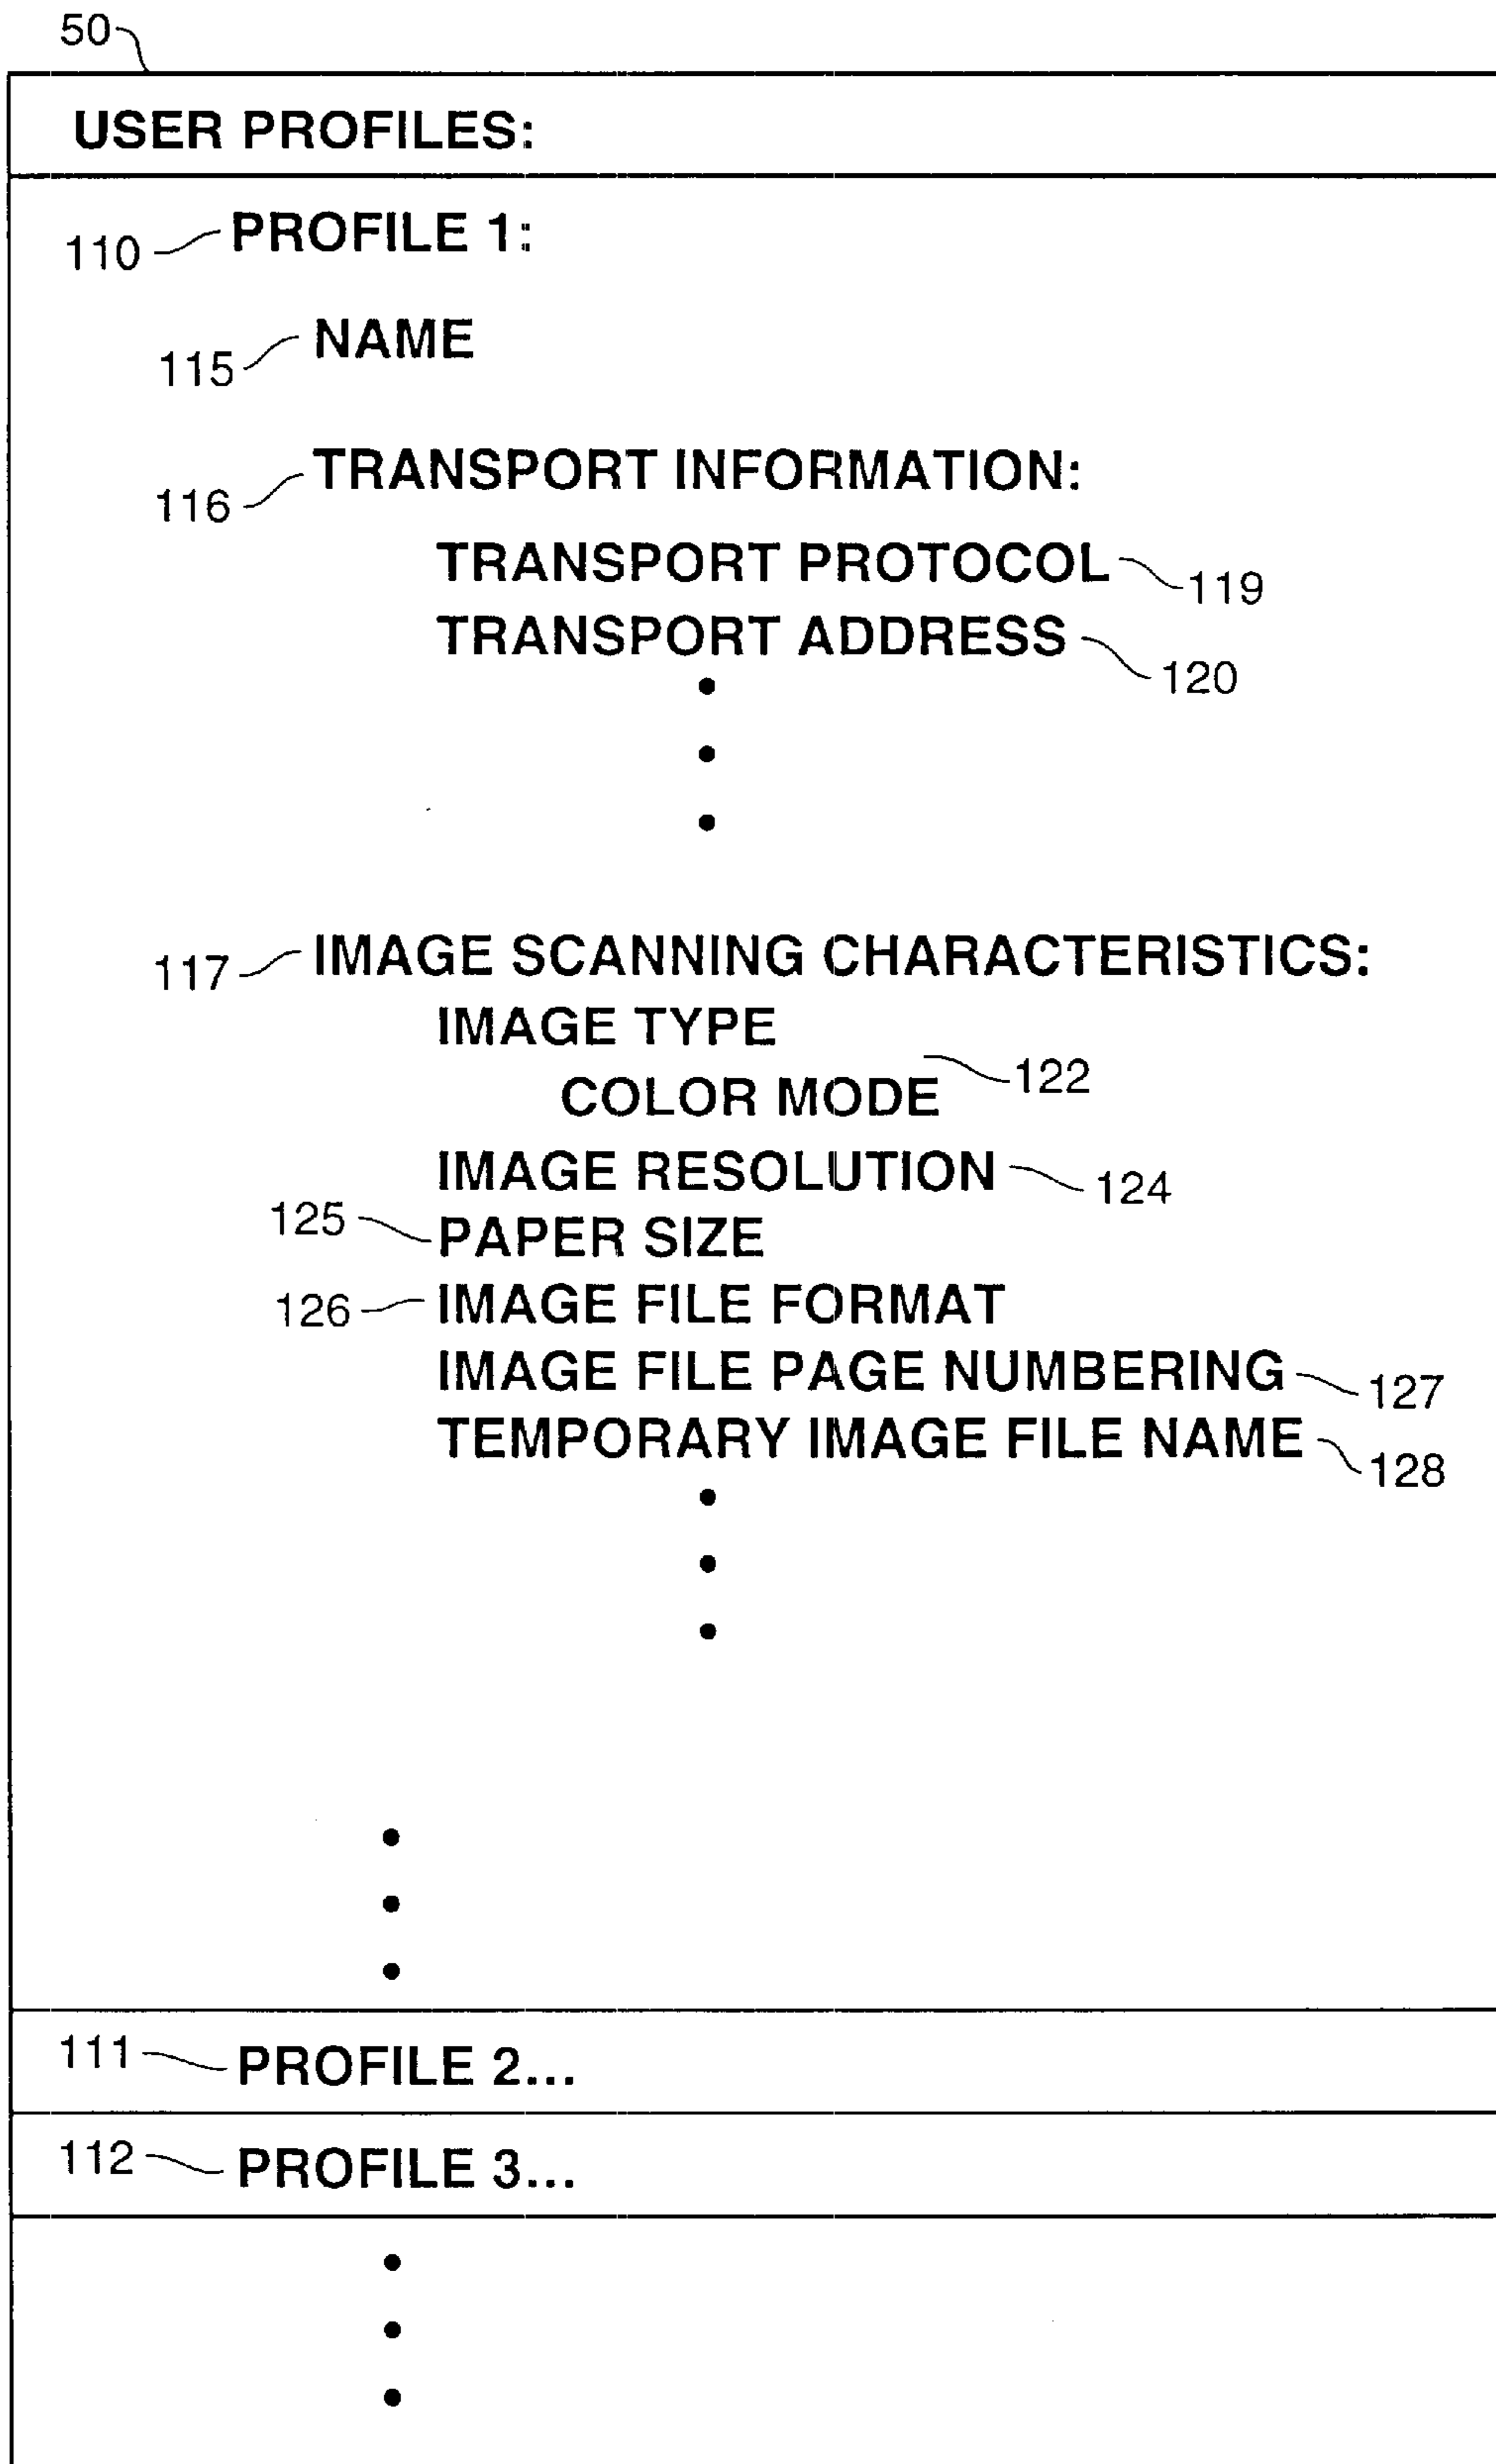 50
USER PROFILES:
110 PROFILE 1:
115 NAME
116 TRANSPORT INFORMATION:
TRANSPORT PROTOCOL 119
TRANSPORT ADDRESS 120
117 IMAGE SCANNING CHARACTERISTICS:
IMAGE TYPE
122
COLOR MODE
IMAGE RESOLUTION 124
125 PAPER SIZE
126 IMAGE FILE FORMAT
IMAGE FILE PAGE NUMBERING 127
TEMPORARY IMAGE FILE NAME 128
111 PROFILE 2...
112 PROFILE 3...